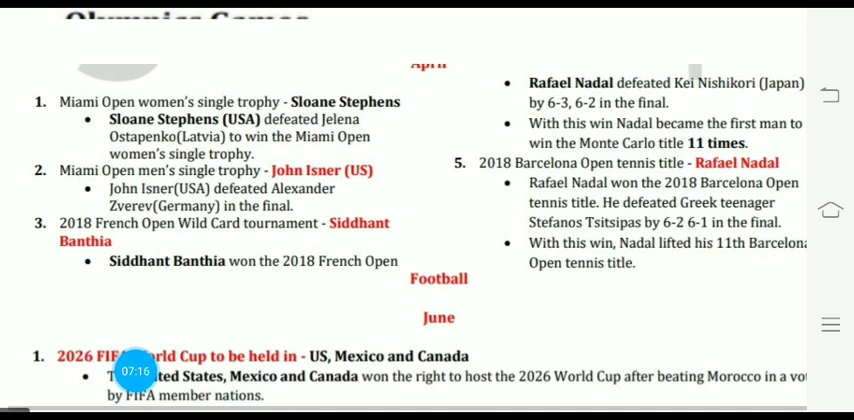 April
1. Miami Open women's single trophy - Sloane Stephens
• Sloane Stephens (USA) defeated Jelena
Ostapenko(Latvia) to win the Miami Open
women's single trophy.
2. Miami Open men's single trophy - John Isner (US)
• John Isner(USA) defeated Alexander
Zverev(Germany) in the final.
3. 2018 French Open Wild Card tournament - Siddhant
Banthia
• Siddhant Banthia won the 2018 French Open
• Rafael Nadal defeated Kei Nishikori (Japan)
by 6-3, 6-2 in the final.
• With this win Nadal became the first man to
win the Monte Carlo title 11 times.
5. 2018 Barcelona Open tennis title - Rafael Nadal
• Rafael Nadal won the 2018 Barcelona Open
tennis title. He defeated Greek teenager
Stefanos Tsitsipas by 6-2 6-1 in the final.
• With this win, Nadal lifted his 11th Barcelona
Open tennis title.
Football
June
1. 2026 FIF rld Cup to be held in - US, Mexico and Canada
• T ted States, Mexico and Canada won the right to host the 2026 World Cup after beating Morocco in a vo
by FIFA member nations.
07:16